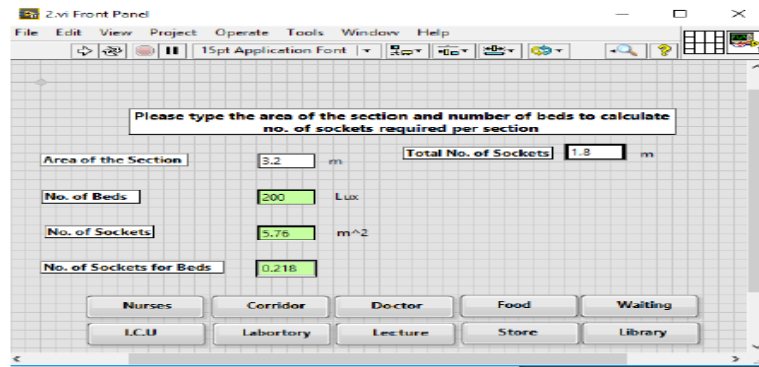 2.vi Front Panel
File Edit View Project Operate Tools Window Help
15pt Application Font
Please type the area of the section and number of beds to calculate
no. of sockets required per section
Area of the Section 3.2 m Total No. of Sockets 1.8 m
No. of Beds 200 Lux
No. of Sockets 5.76 m^2
No. of Sockets for Beds 0.218
Nurses Corridor Doctor Food Waiting
I.C.U Labortory Lecture Store Library